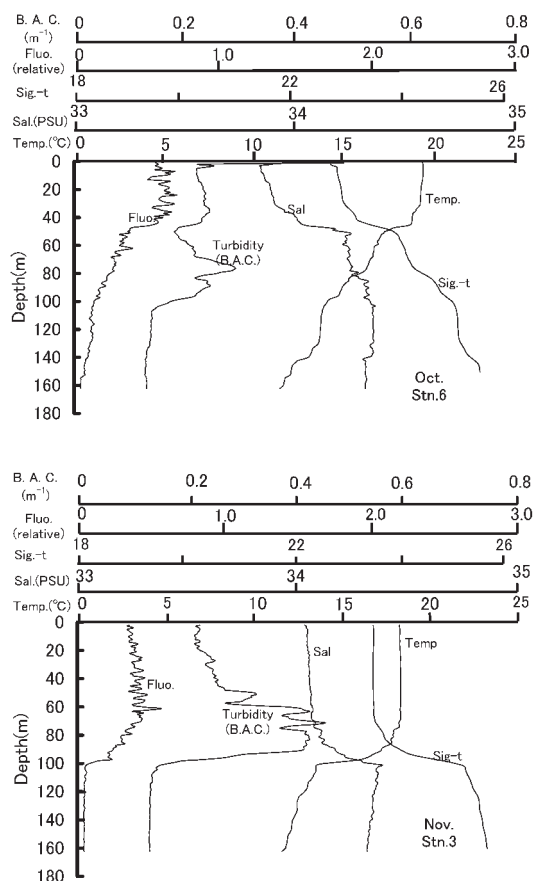 B. A. C. 0 0.2 0.4 0.6 0.8
(m⁻¹)
Fluo. 0 1.0 2.0 3.0
(relative)
Sig.-t 18 22 26
Sal.(PSU) 33 34 35
Temp.(℃) 0 5 10 15 20 25
0
20
40
60
80
100
120
140
160
180
Depth(m)
Fluo.
Sal
Temp.
Turbidity
(B.A.C.)
Sig.-t
Oct.
Stn.6
B. A. C. 0 0.2 0.4 0.6 0.8
(m⁻¹)
Fluo. 0 1.0 2.0 3.0
(relative)
Sig.-t 18 22 26
Sal.(PSU) 33 34 35
Temp.(℃) 0 5 10 15 20 25
0
20
40
60
80
100
120
140
160
180
Depth(m)
Sal
Temp
Fluo.
Turbidity
(B.A.C.)
Sig-t
Nov.
Stn.3